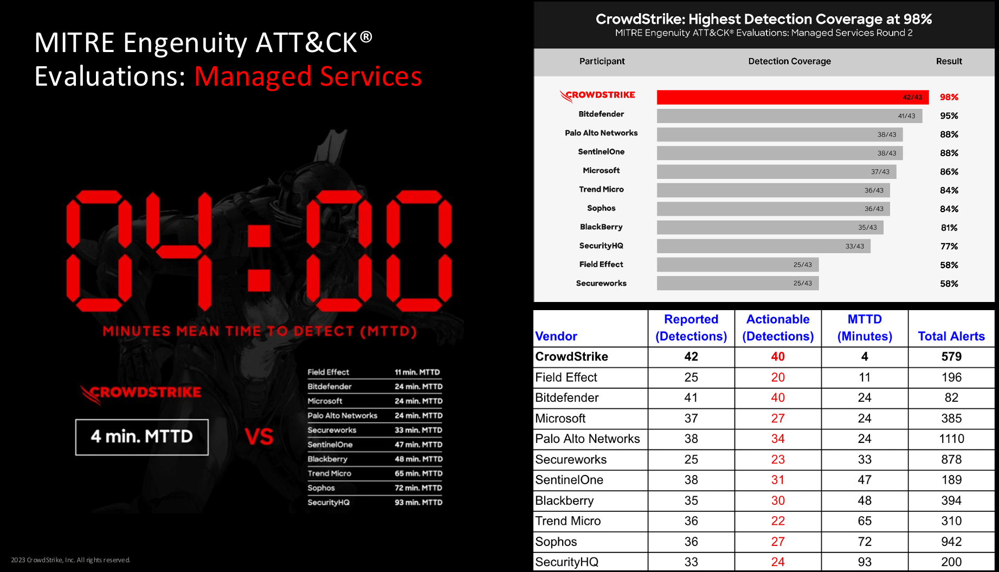 MITRE Engenuity ATT&CK®
Evaluations: Managed Services
04:00
MINUTES MEAN TIME TO DETECT (MTTD)
CROWDSTRIKE
4 min. MTTD
VS
Field Effect 11 min. MTTD
Bitdefender 24 min. MTTD
Microsoft 24 min. MTTD
Palo Alto Networks 24 min. MTTD
Secureworks 33 min. MTTD
SentinelOne 47 min. MTTD
Blackberry 48 min. MTTD
Trend Micro 65 min. MTTD
Sophos 72 min. MTTD
SecurityHQ 93 min. MTTD
2023 CrowdStrike, Inc. All rights reserved.
CrowdStrike: Highest Detection Coverage at 98%
MITRE Engenuity ATT&CK® Evaluations: Managed Services Round 2
Participant Detection Coverage Result
CROWDSTRIKE 42/43 98%
Bitdefender 41/43 95%
Palo Alto Networks 38/43 88%
SentinelOne 38/43 88%
Microsoft 37/43 86%
Trend Micro 36/43 84%
Sophos 36/43 84%
BlackBerry 35/43 81%
SecurityHQ 33/43 77%
Field Effect 25/43 58%
Secureworks 25/43 58%
Reported Actionable MTTD
Vendor (Detections) (Detections) (Minutes) Total Alerts
CrowdStrike 42 40 4 579
Field Effect 25 20 11 196
Bitdefender 41 40 24 82
Microsoft 37 27 24 385
Palo Alto Networks 38 34 24 1110
Secureworks 25 23 33 878
SentinelOne 38 31 47 189
Blackberry 35 30 48 394
Trend Micro 36 22 65 310
Sophos 36 27 72 942
SecurityHQ 33 24 93 200